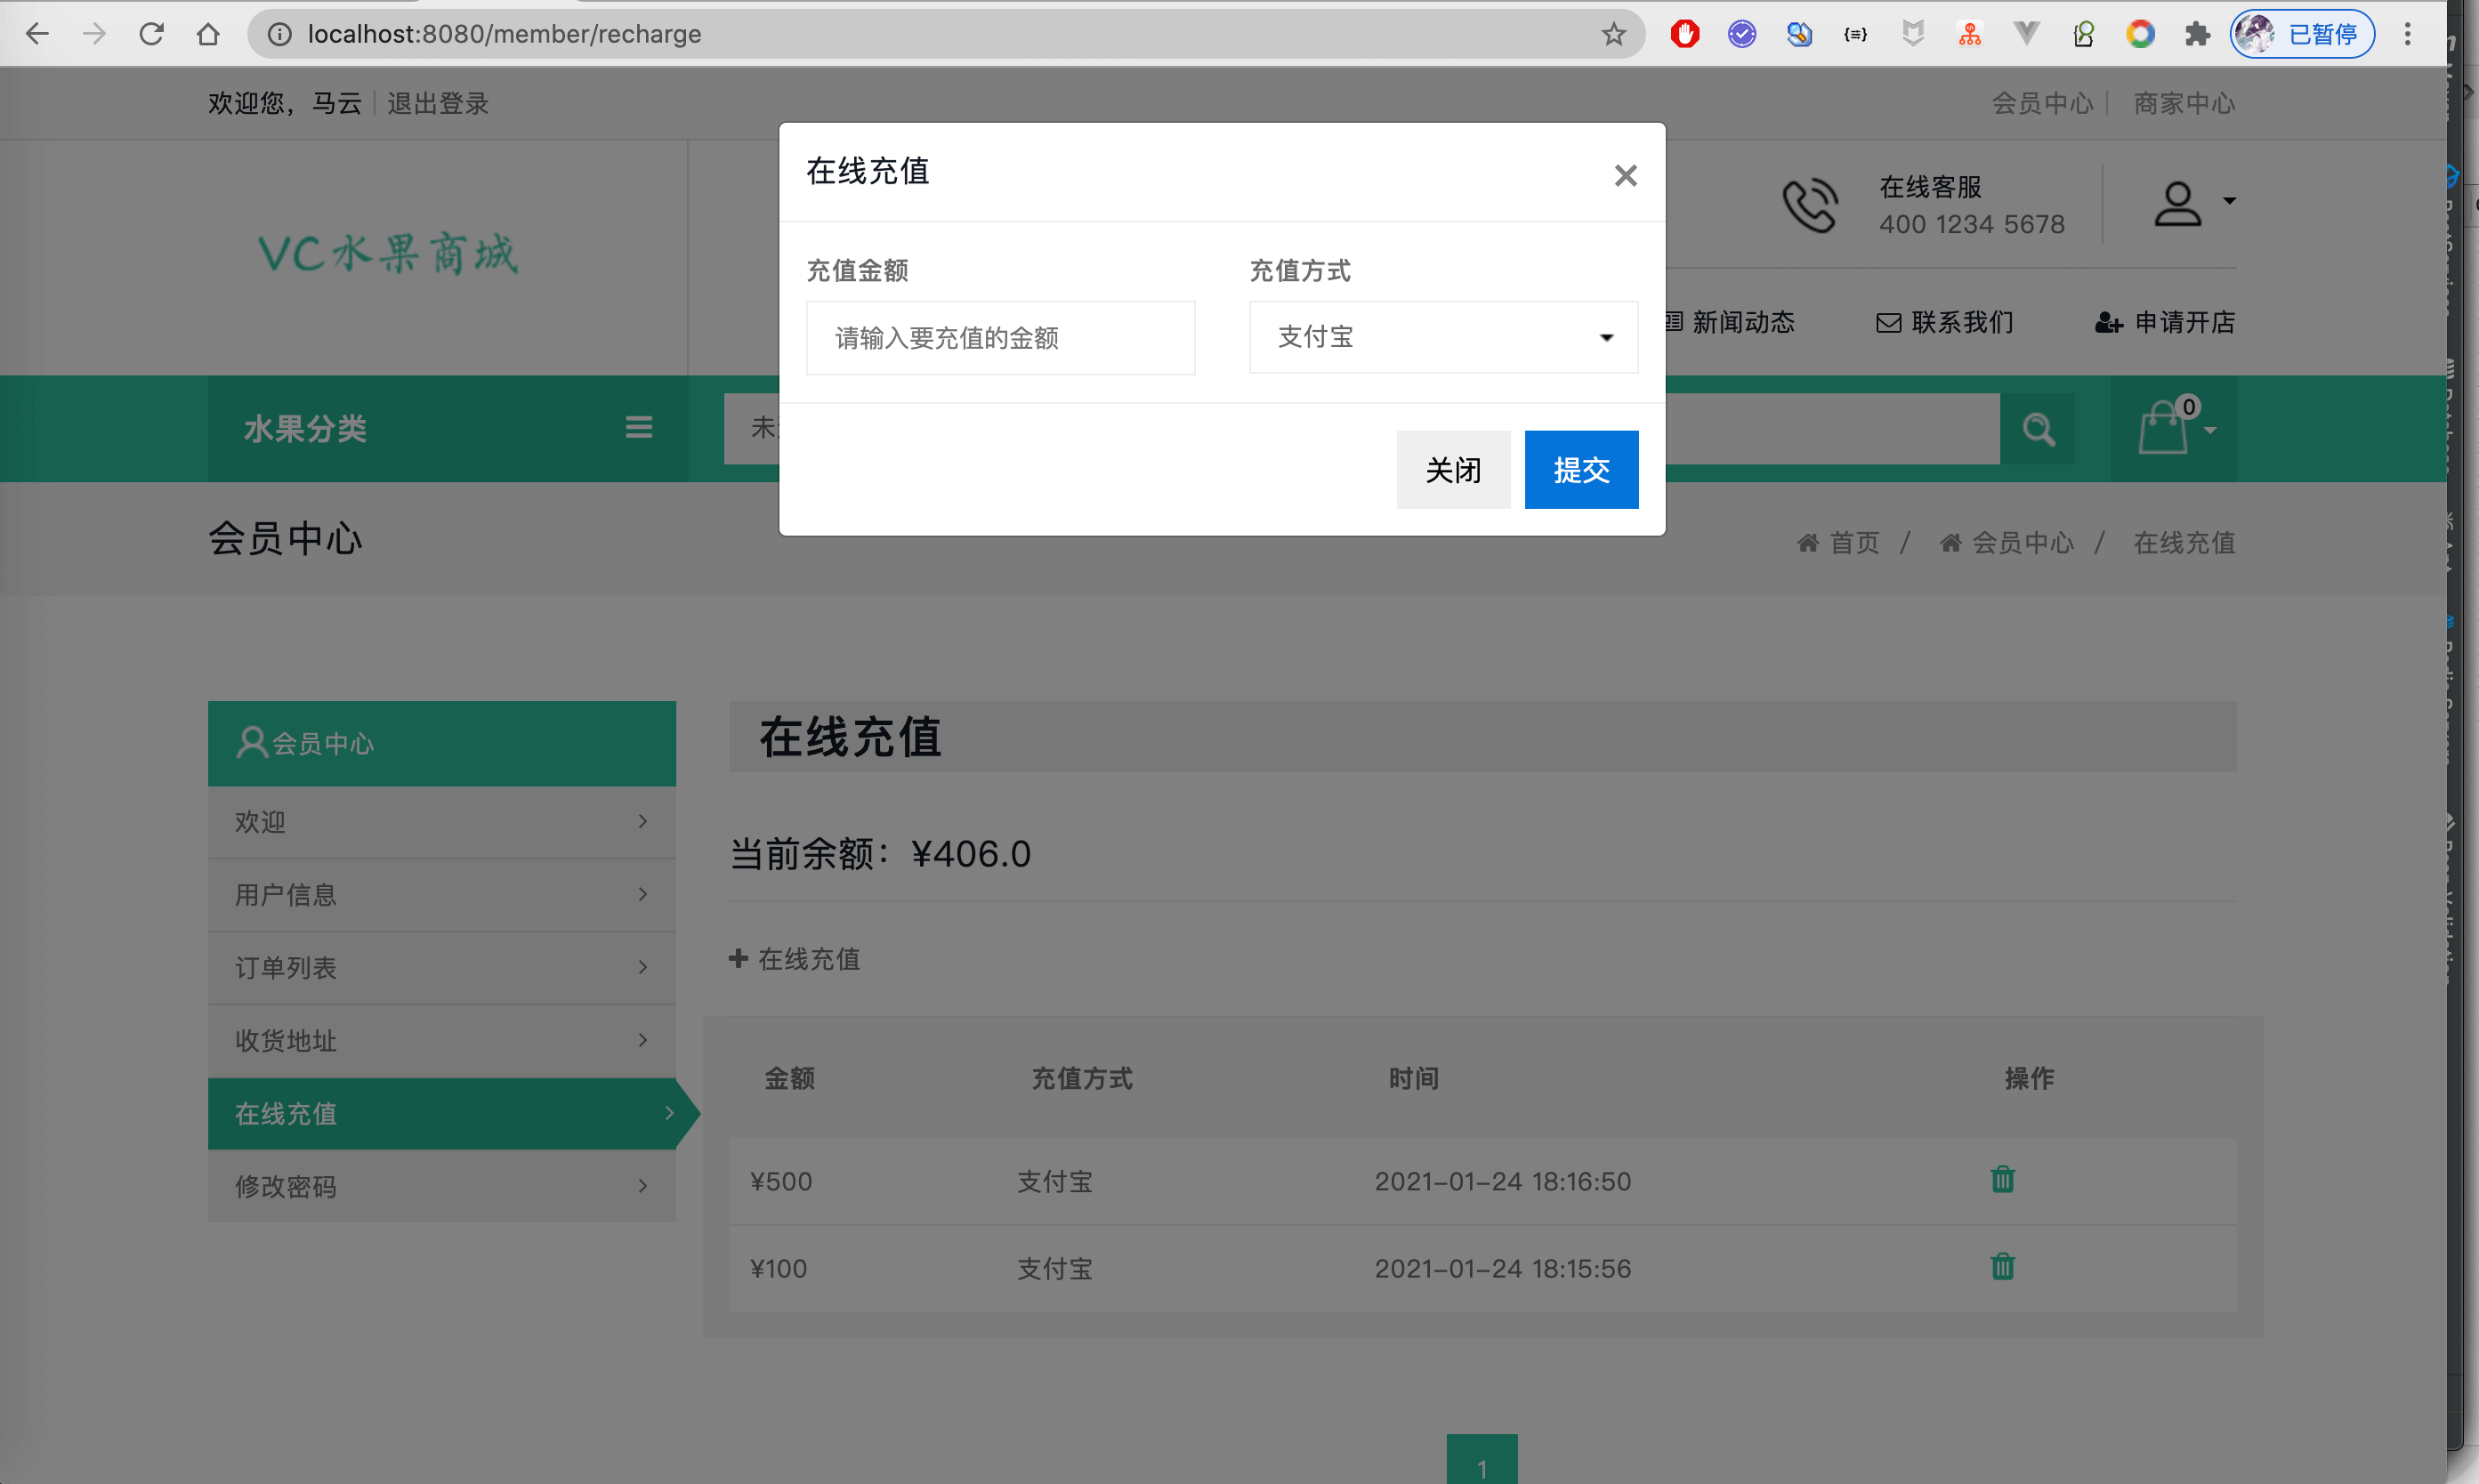 localhost:8080/member/recharge
已暂停
欢迎您，马云 | 退出登录
会员中心 | 商家中心
VC水果商城
在线充值
×
在线客服
400 1234 5678
充值金额
充值方式
请输入要充值的金额
支付宝
新闻动态
联系我们
申请开店
水果分类
未
0
关闭
提交
会员中心
首页 / 会员中心 / 在线充值
会员中心
欢迎
用户信息
订单列表
收货地址
在线充值
修改密码
在线充值
当前余额：¥406.0
在线充值
金额 充值方式 时间 操作
¥500 支付宝 2021-01-24 18:16:50
¥100 支付宝 2021-01-24 18:15:56
1